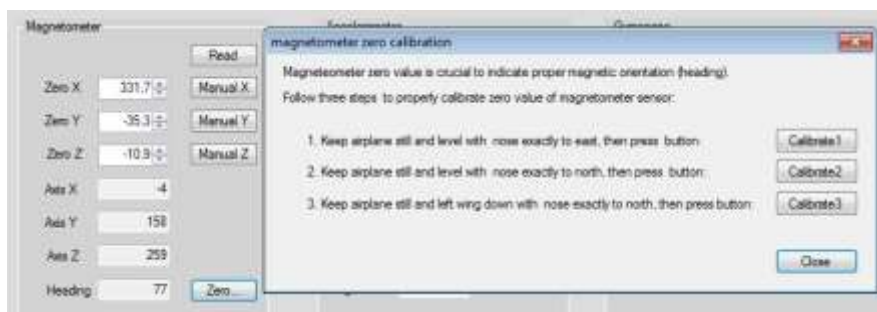 Magnetometer
magnetometer zero calibration
Read
Magneteometer zero value is crucial to indicate proper magnetic orientation (heading).
Zero X 331.7 Manual X
Follow three steps to properly calibrate zero value of magnetometer sensor:
Zero Y -35.3 Manual Y
1. Keep airplane still and level with nose exactly to east, then press button: Calibrate1
Zero Z -10.9 Manual Z
2. Keep airplane still and level with nose exactly to north, then press button: Calibrate2
Axis X -4
3. Keep airplane still and left wing down with nose exactly to north, then press button: Calibrate3
Axis Y 158
Axis Z 259
Close
Heading 77 Zero...